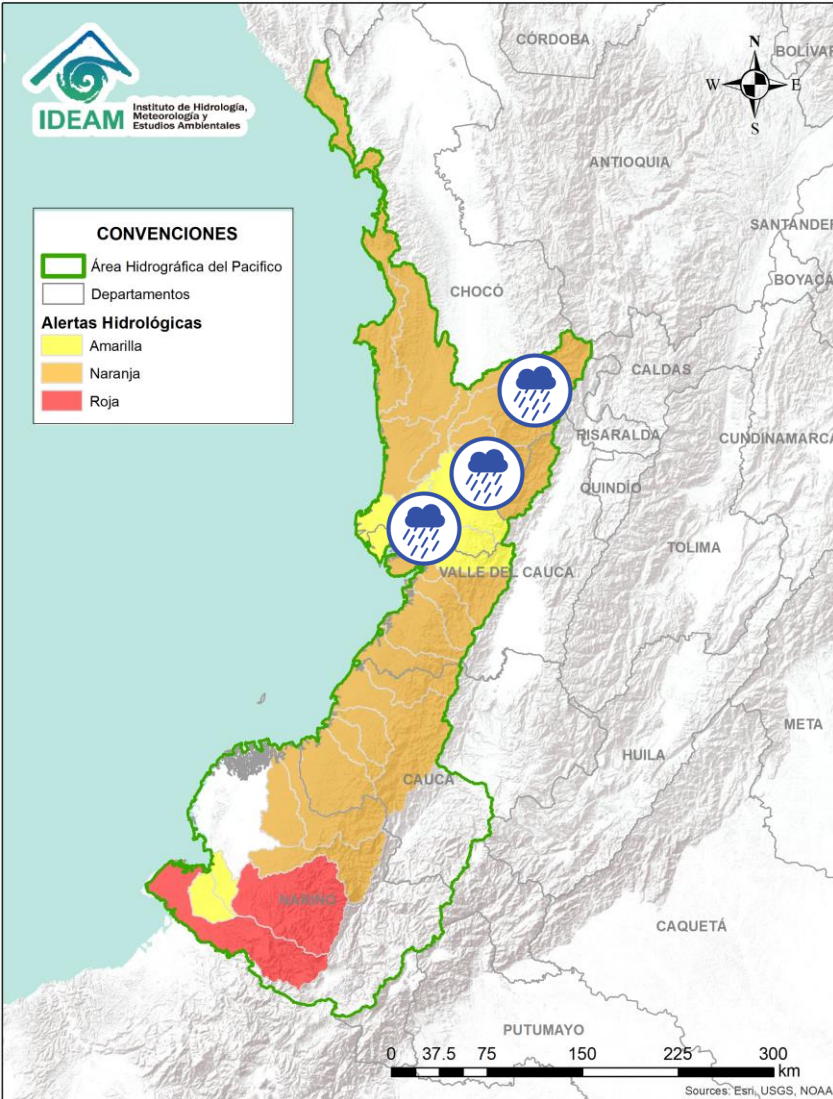 IDEAM
Instituto de Hidrología,
Meteorología y
Estudios Ambientales
N
W
E
S
CÓRDOBA
BOLÍVAR
ANTIOQUIA
SANTANDER
BOYACÁ
CHOCÓ
CALDAS
RISARALDA
CUNDINAMARCA
QUINDÍO
TOLIMA
VALLE DEL CAUCA
META
HUILA
CAUCA
NARIÑO
CAQUETÁ
PUTUMAYO
CONVENCIONES
Área Hidrográfica del Pacifico
Departamentos
Alertas Hidrológicas
Amarilla
Naranja
Roja
0 37.5 75 150 225 300
km
Sources: Esri, USGS, NOAA